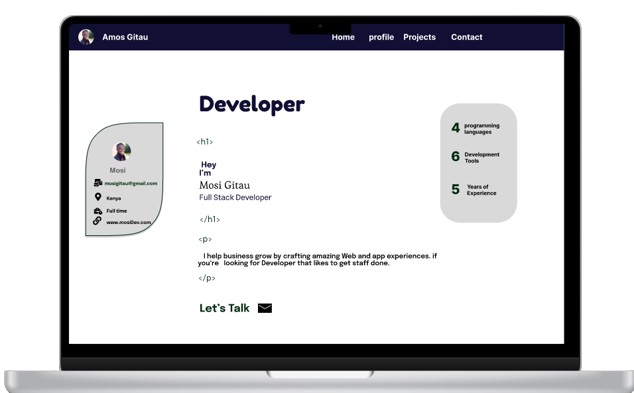 Amos Gitau
Home profile Projects Contact
Developer
Mosi
mosigitau@gmail.com
Kenya
Full time
www.mosiDev.com
<h1>
Hey
I'm
Mosi Gitau
Full Stack Developer
</h1>
<p>
I help business grow by crafting amazing Web and app experiences. if
you're looking for Developer that likes to get staff done.
</p>
Let's Talk
4 programming
languages
6 Development
Tools
5 Years of
Experience